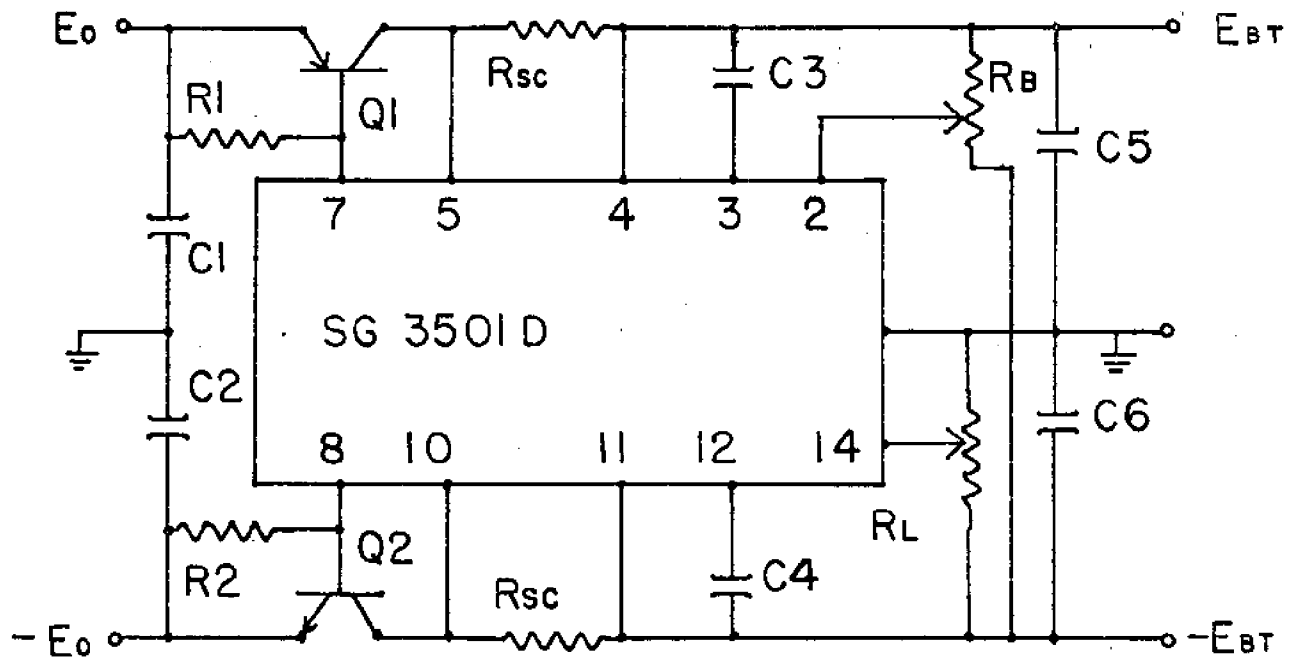 Eo
EBT
Rsc
C3
RB
R1
Q1
C5
7 5 4 3 2
C1
SG 3501D
C2
C6
8 10 11 12 14
Q2
RL
R2
Rsc
C4
-Eo
-EBT